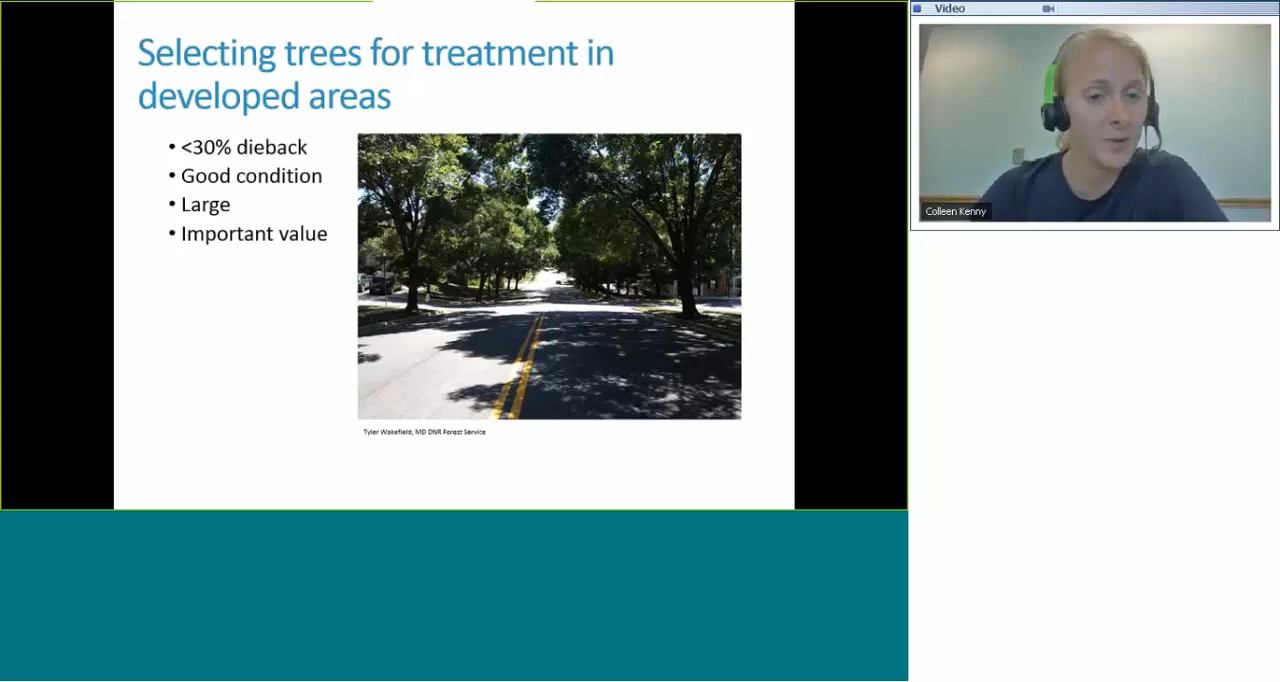 Selecting trees for treatment in
developed areas
• <30% dieback
• Good condition
• Large
• Important value
Tyler Wakefield, MD DNR Forest Service
Video
Colleen Kenny